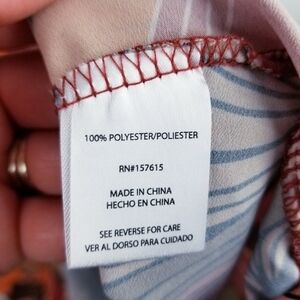 100% POLYESTER/POLIESTER
RN#157615
MADE IN CHINA
HECHO EN CHINA
SEE REVERSE FOR CARE
VER AL DORSO PARA CUIDADO